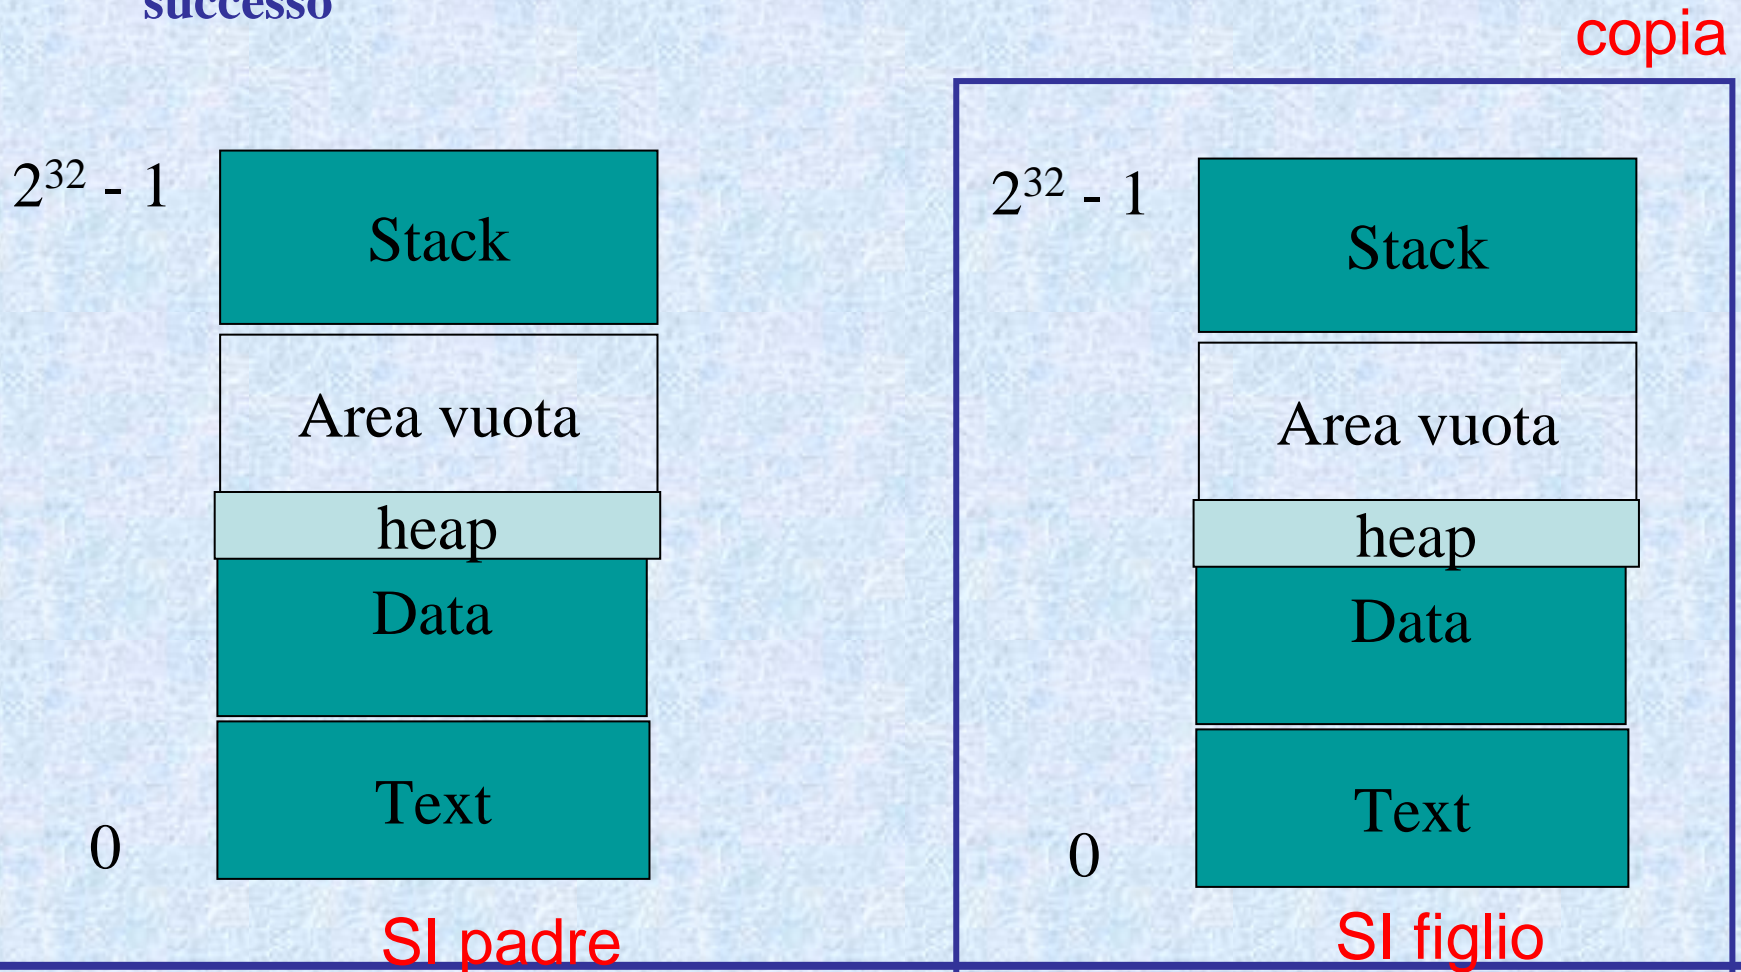 successo
copia
2³² - 1
Stack
Area vuota
heap
Data
Text
0
SI padre
2³² - 1
Stack
Area vuota
heap
Data
Text
0
SI figlio